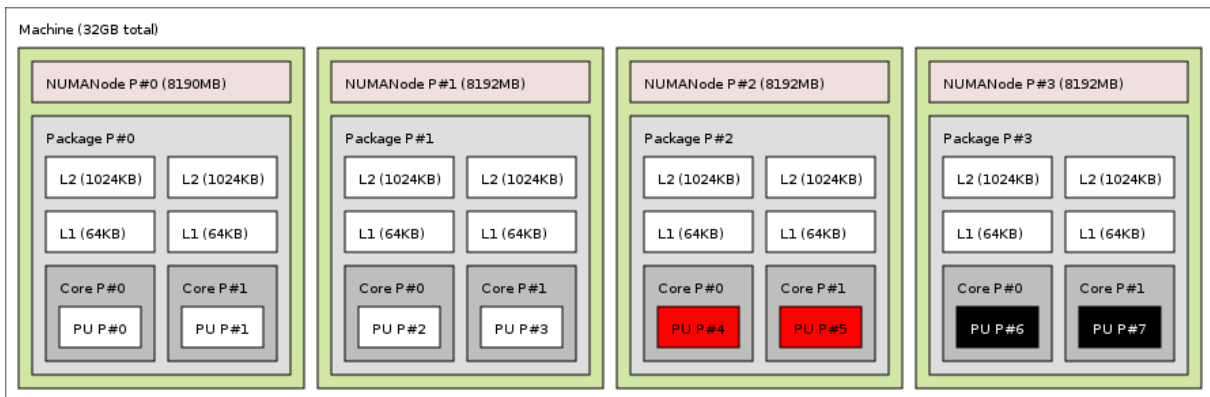 Machine (32GB total)
NUMANode P#0 (8190MB)
Package P#0
L2 (1024KB) L2 (1024KB)
L1 (64KB) L1 (64KB)
Core P#0 Core P#1
PU P#0 PU P#1
NUMANode P#1 (8192MB)
Package P#1
L2 (1024KB) L2 (1024KB)
L1 (64KB) L1 (64KB)
Core P#0 Core P#1
PU P#2 PU P#3
NUMANode P#2 (8192MB)
Package P#2
L2 (1024KB) L2 (1024KB)
L1 (64KB) L1 (64KB)
Core P#0 Core P#1
PU P#4 PU P#5
NUMANode P#3 (8192MB)
Package P#3
L2 (1024KB) L2 (1024KB)
L1 (64KB) L1 (64KB)
Core P#0 Core P#1
PU P#6 PU P#7